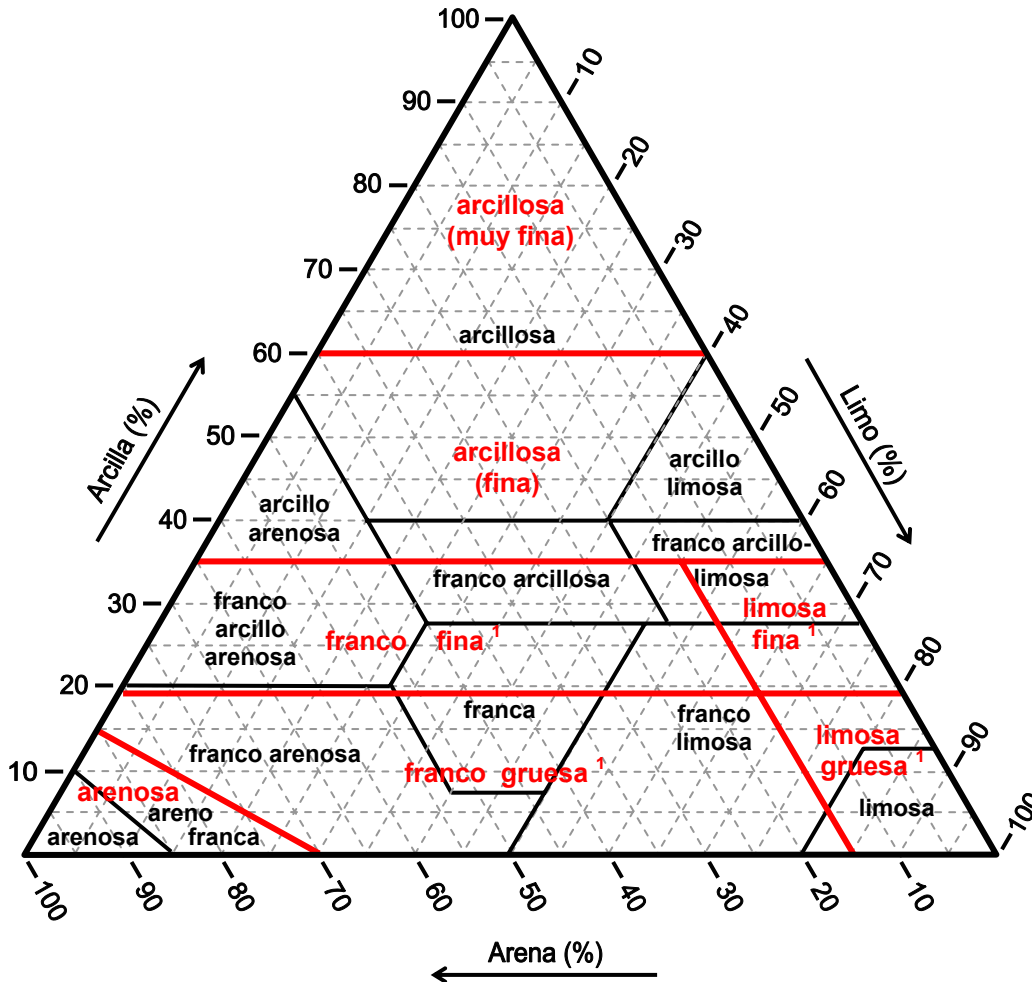 100
10
90
20
80
arcillosa
(muy fina)
30
70
arcillosa
40
60
50
50
arcillosa
(fina)
arcillo
limosa
Arcilla (%)
Limo (%)
60
arcillo
arenosa
40
franco arcillo-
limosa
70
franco arcillosa
30
franco
arcillo
arenosa
limosa
fina ¹
franco fina ¹
80
20
franca
franco
limosa
franco arenosa
limosa
gruesa ¹
90
franco gruesa ¹
10
arenosa
areno
franca
arenosa
limosa
100
100
90
80
70
60
50
40
30
20
10
Arena (%)